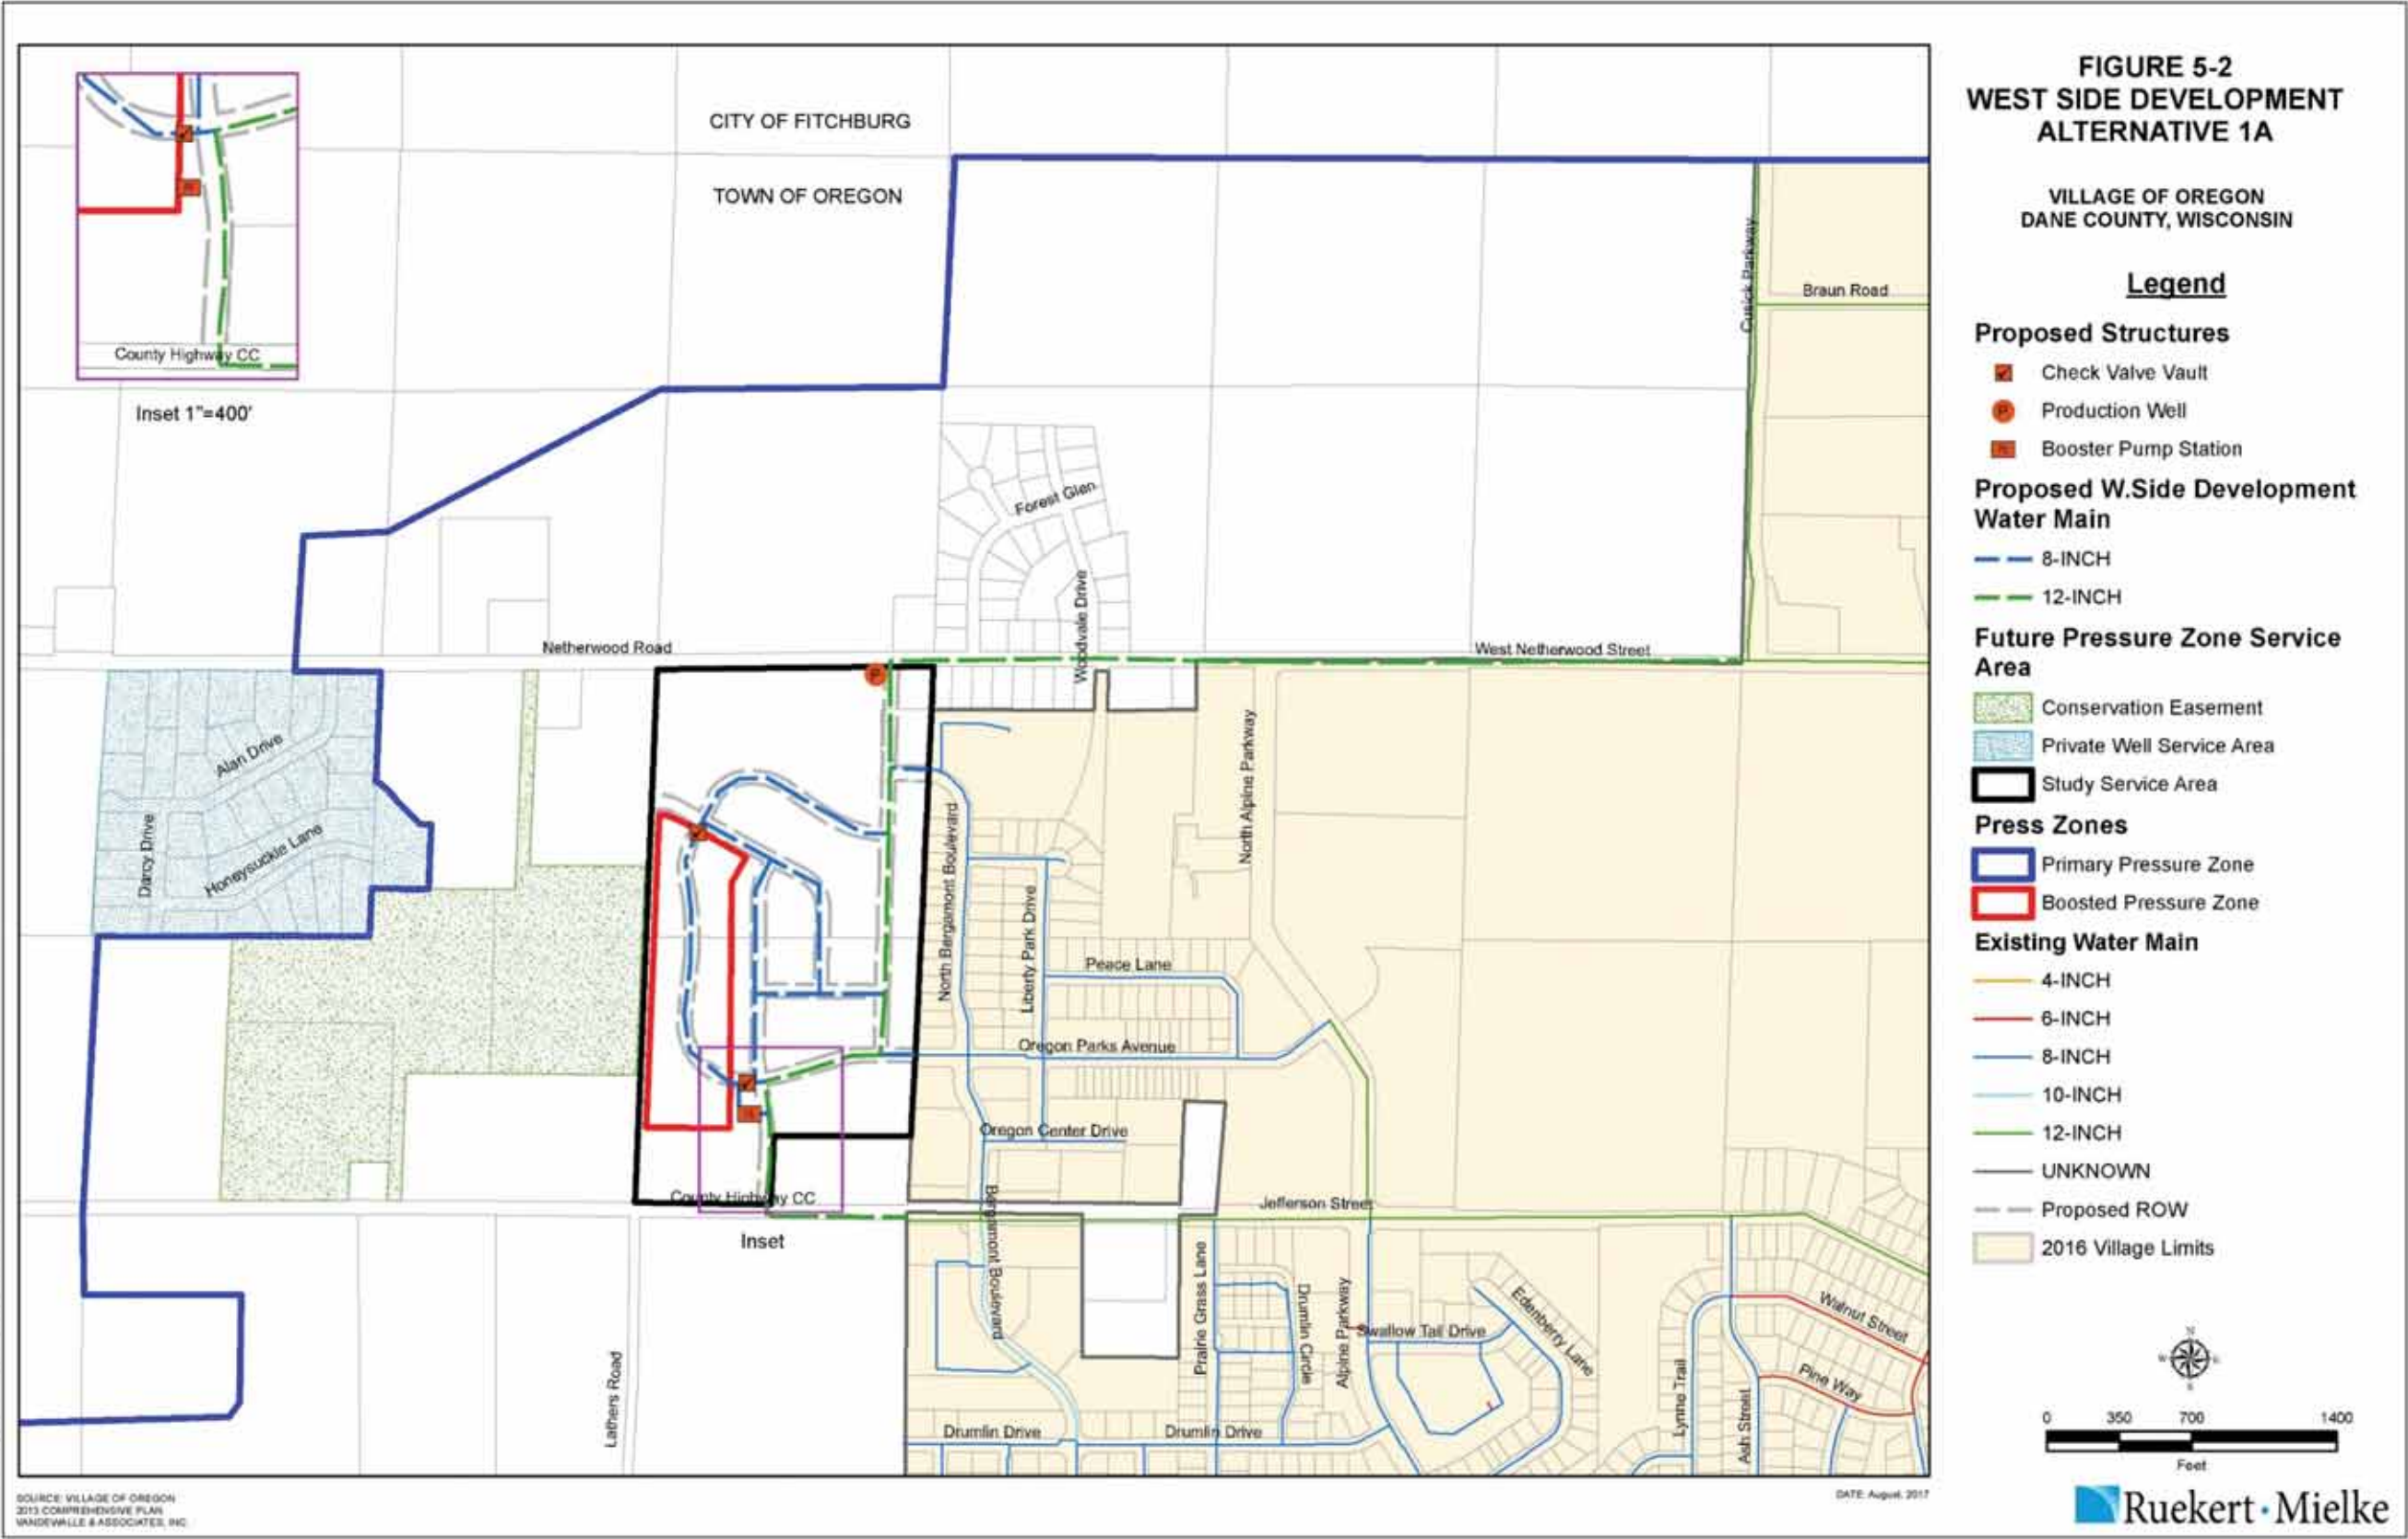 FIGURE 5-2
WEST SIDE DEVELOPMENT
ALTERNATIVE 1A
VILLAGE OF OREGON
DANE COUNTY, WISCONSIN
Legend
Proposed Structures
Check Valve Vault
P
Production Well
Booster Pump Station
Proposed W.Side Development
Water Main
8-INCH
12-INCH
Future Pressure Zone Service
Area
Conservation Easement
Private Well Service Area
Study Service Area
Press Zones
Primary Pressure Zone
Boosted Pressure Zone
Existing Water Main
4-INCH
6-INCH
8-INCH
10-INCH
12-INCH
UNKNOWN
Proposed ROW
2016 Village Limits
0 350 700 1400
Feet
Ruekert·Mielke
County Highway CC
Inset 1"=400'
CITY OF FITCHBURG
TOWN OF OREGON
Cusick Parkway
Braun Road
Forest Glen
Woodvale Drive
Netherwood Road
West Netherwood Street
P
Alan Drive
Darcy Drive
Honeysuckle Lane
North Bergamont Boulevard
Liberty Park Drive
North Alpine Parkway
Peace Lane
Oregon Parks Avenue
Oregon Center Drive
County Highway CC
Jefferson Street
Inset
Bergamont Boulevard
Lathers Road
Prairie Grass Lane
Drumlin Circle
Alpine Parkway
Swallow Tail Drive
Edenberry Lane
Walnut Street
Pine Way
Lynne Trail
Ash Street
Drumlin Drive
Drumlin Drive
SOURCE: VILLAGE OF OREGON
2013 COMPREHENSIVE PLAN
VANDEWALLE & ASSOCIATES, INC.
DATE: August, 2017